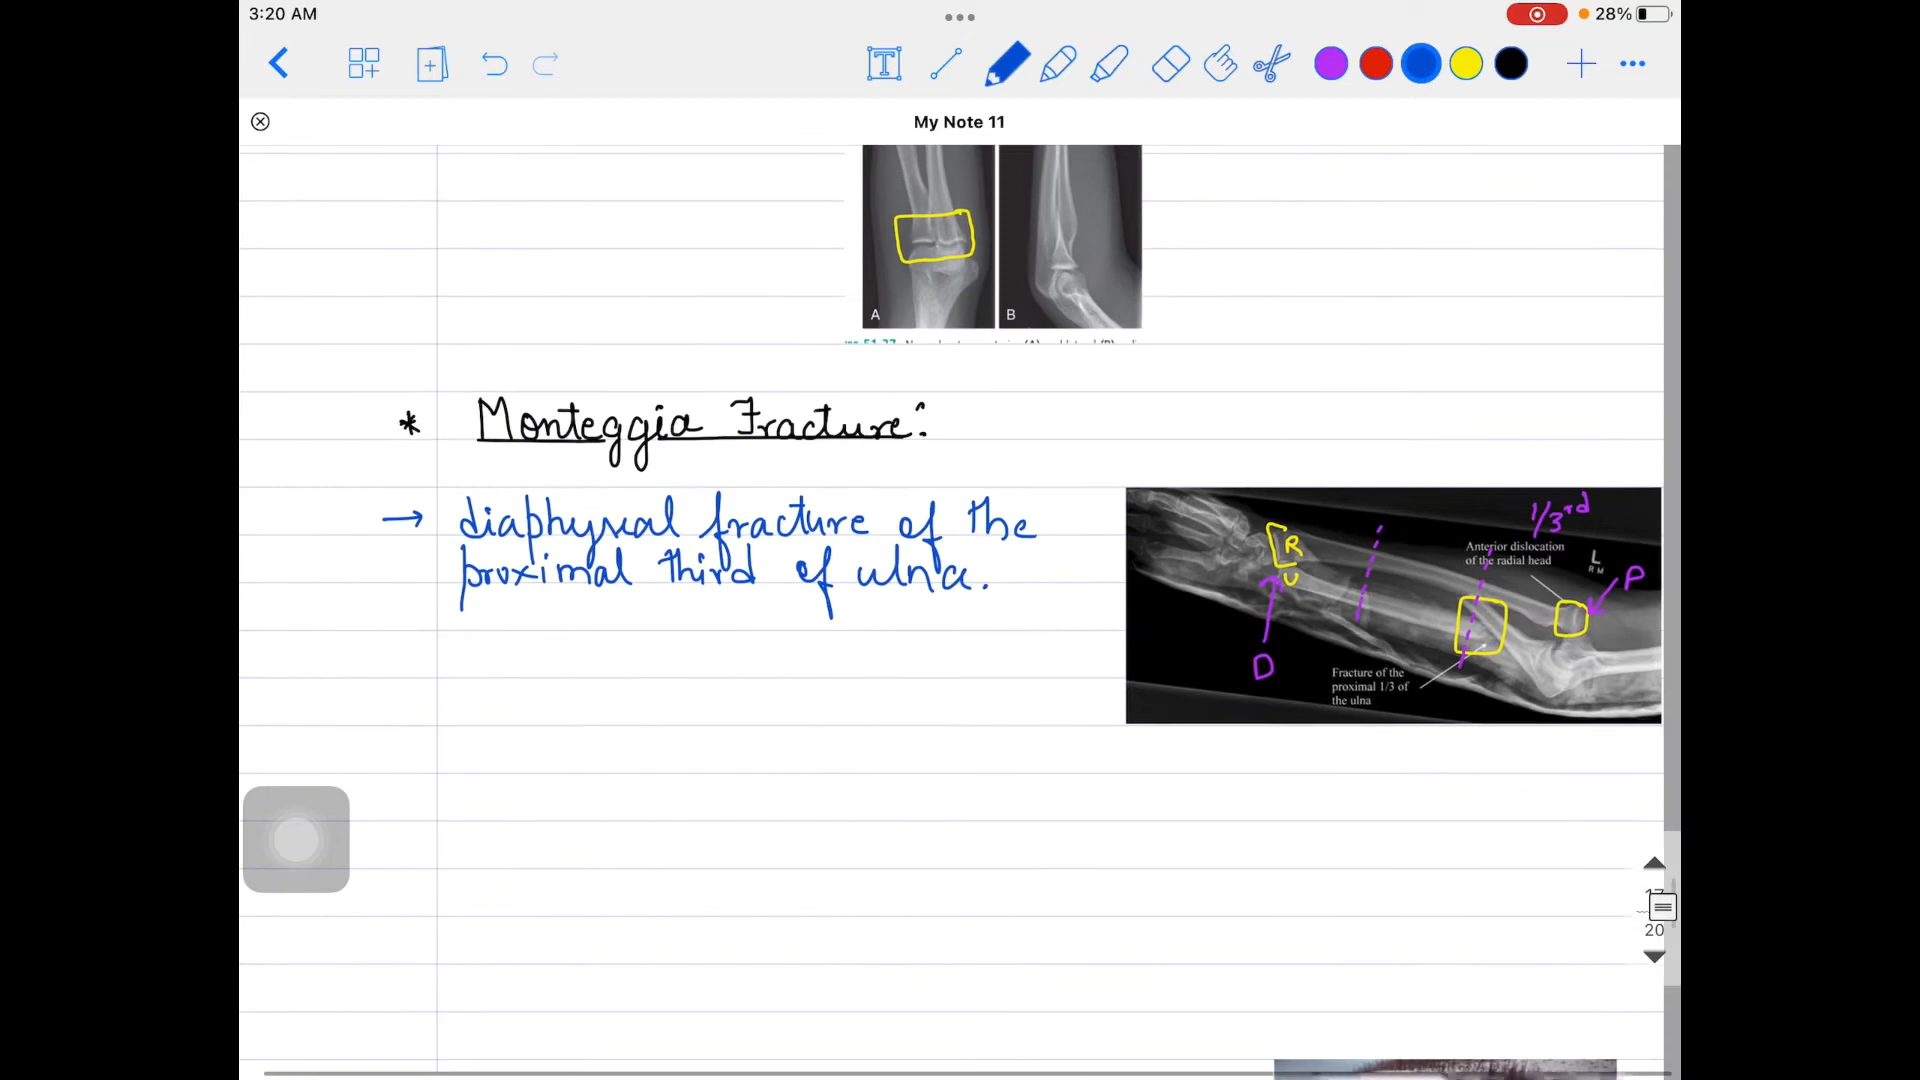 3:20 AM
28%
T
My Note 11
A
B
* Monteggia Fracture:
→ diaphyseal fracture of the
proximal third of ulna.
1/3rd
Anterior dislocation
of the radial head
L
R M
R
U
P
D
Fracture of the
proximal 1/3 of
the ulna
17
20